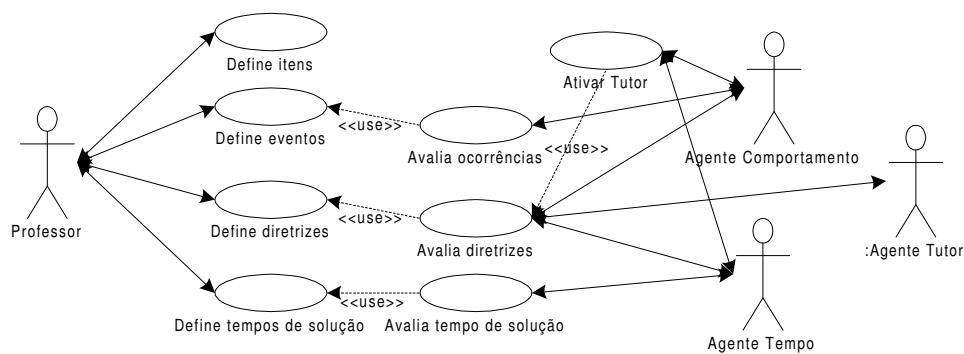 Define itens
Ativar Tutor
Define eventos
<<use>>
Avalia ocorrências
<<use>>
Agente Comportamento
Professor
Define diretrizes
<<use>>
Avalia diretrizes
:Agente Tutor
Define tempos de solução
<<use>>
Avalia tempo de solução
Agente Tempo